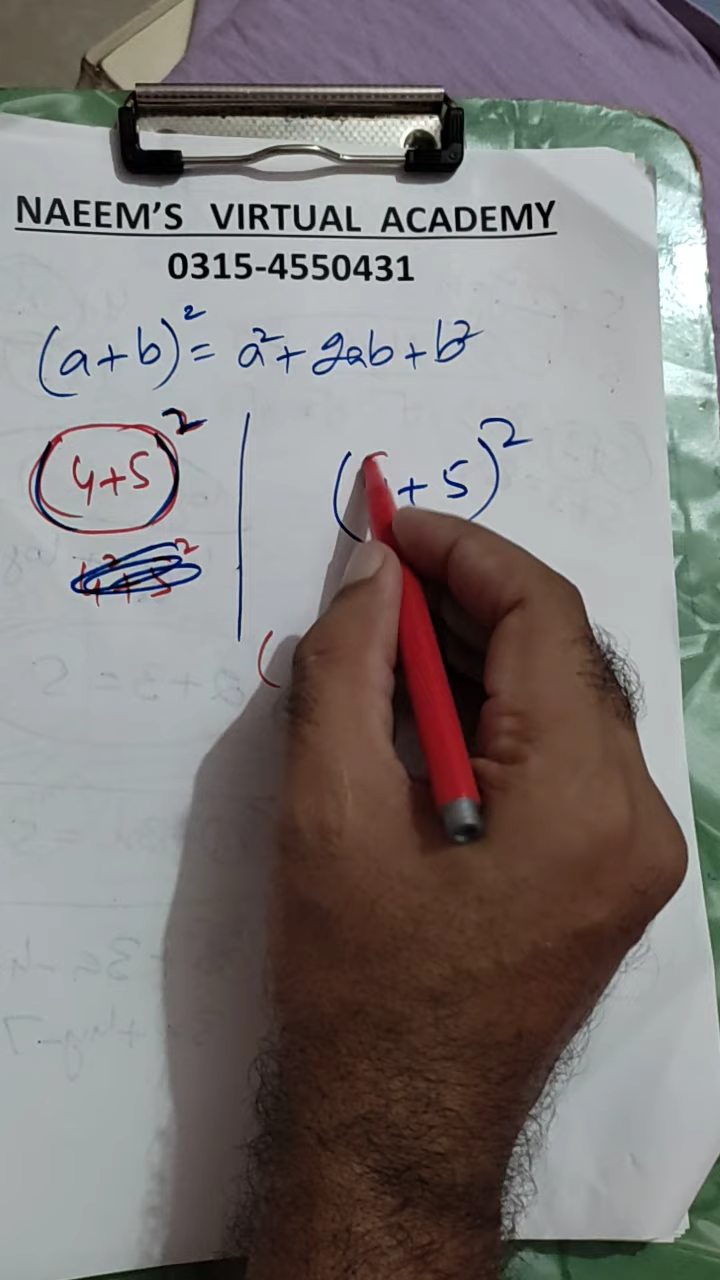 NAEEM'S VIRTUAL ACADEMY
0315-4550431
(a+b)² = a² + 2ab + b²
(4+5)²
( + 5)²
(